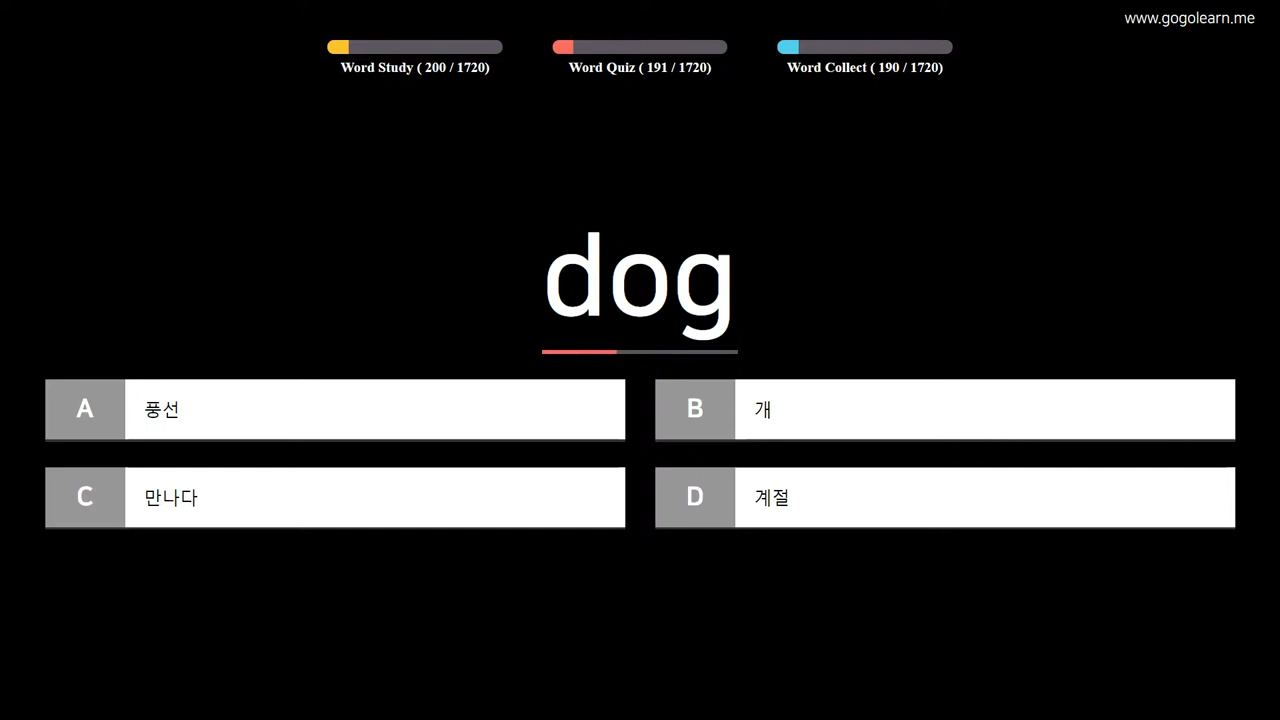 www.gogolearn.me
Word Study ( 200 / 1720) Word Quiz ( 191 / 1720) Word Collect ( 190 / 1720)
dog
A 풍선
B 개
C 만나다
D 계절